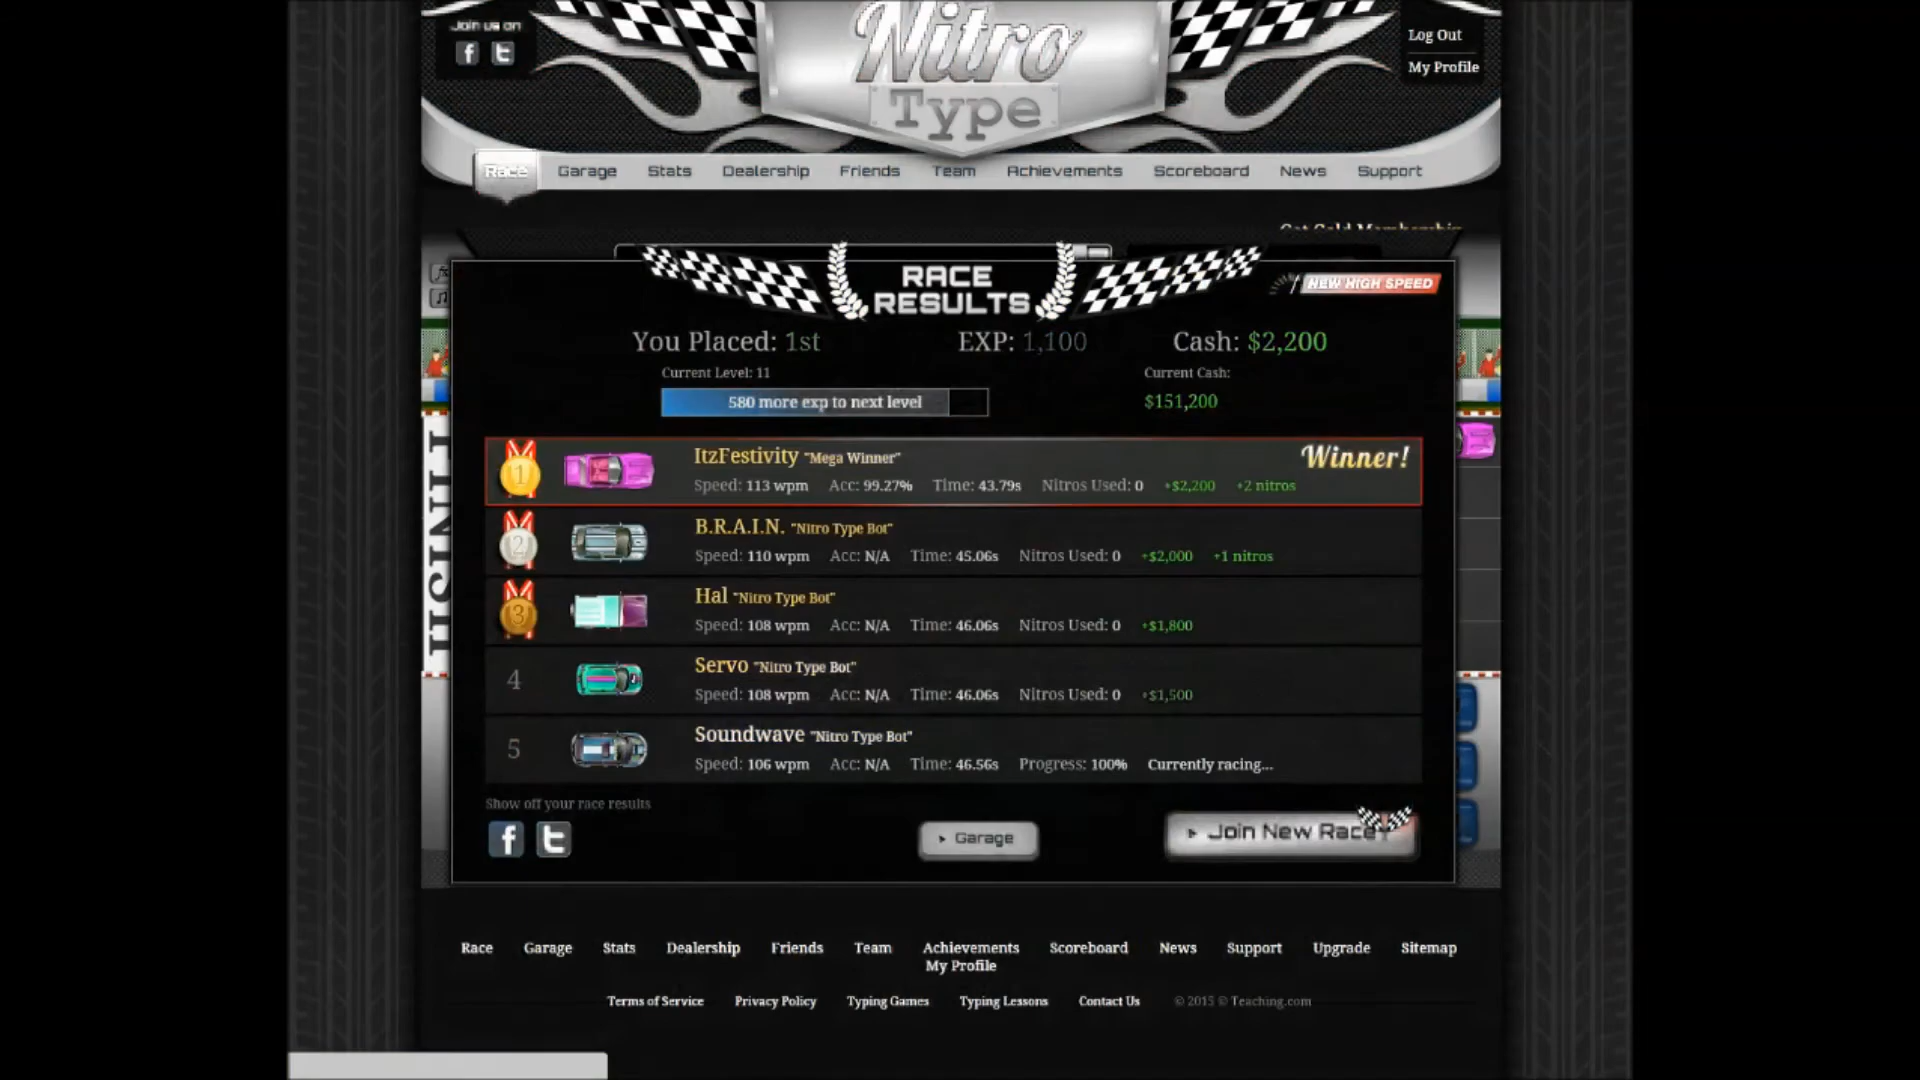 Join us on
Log Out
My Profile
Nitro
Type
Race Garage Stats Dealership Friends Team Achievements Scoreboard News Support
Get Gold Membership
RACE
RESULTS
NEW HIGH SPEED
You Placed: 1st EXP: 1,100 Cash: $2,200
Current Level: 11 Current Cash:
580 more exp to next level $151,200
FINISH
1 ItzFestivity "Mega Winner" Winner!
Speed: 113 wpm Acc: 99.27% Time: 43.79s Nitros Used: 0 +$2,200 +2 nitros
2 B.R.A.I.N. "Nitro Type Bot"
Speed: 110 wpm Acc: N/A Time: 45.06s Nitros Used: 0 +$2,000 +1 nitros
3 Hal "Nitro Type Bot"
Speed: 108 wpm Acc: N/A Time: 46.06s Nitros Used: 0 +$1,800
4 Servo "Nitro Type Bot"
Speed: 108 wpm Acc: N/A Time: 46.06s Nitros Used: 0 +$1,500
5 Soundwave "Nitro Type Bot"
Speed: 106 wpm Acc: N/A Time: 46.56s Progress: 100% Currently racing...
Show off your race results
Garage
Join New Race
Race Garage Stats Dealership Friends Team Achievements Scoreboard News Support Upgrade Sitemap
My Profile
Terms of Service Privacy Policy Typing Games Typing Lessons Contact Us © 2015 © Teaching.com